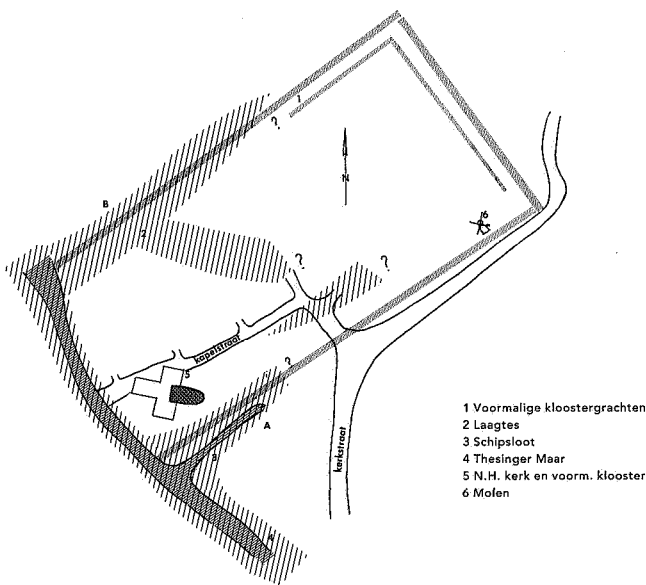 1
?
N
6
B
2
?
?
kapelstraat
5
?
A
3
kerkstraat
4
1 Voormalige kloostergrachten
2 Laagtes
3 Schipsloot
4 Thesinger Maar
5 N.H. kerk en voorm. klooster
6 Molen